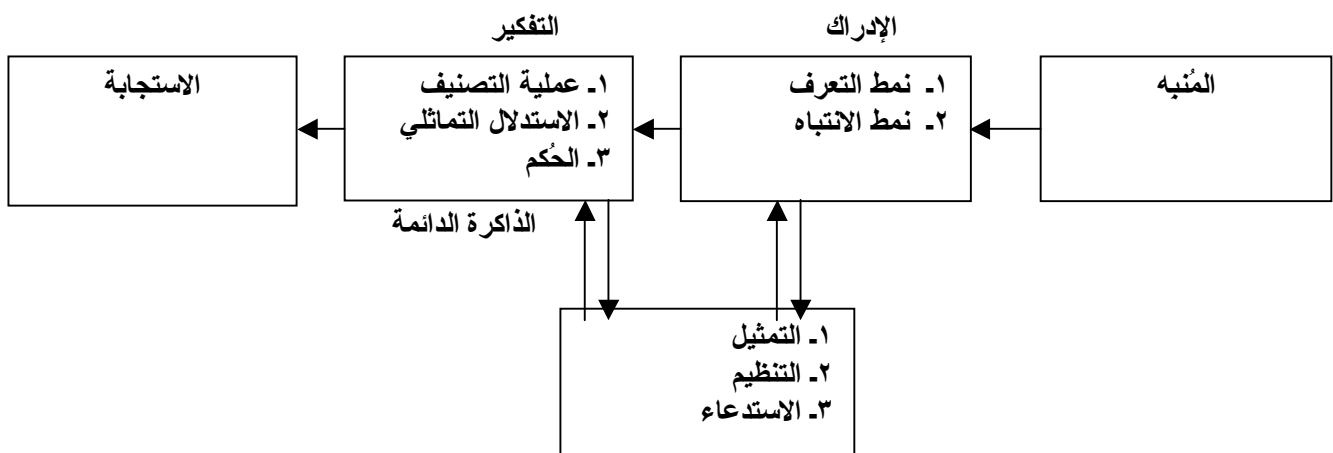 الإدراك
التفكير
المُنبه
١ـ نمط التعرف
٢ـ نمط الانتباه
١ـ عملية التصنيف
٢ـ الاستدلال التماثلي
٣ـ الحُكم
الاستجابة
الذاكرة الدائمة
١ـ التمثيل
٢ـ التنظيم
٣ـ الاستدعاء